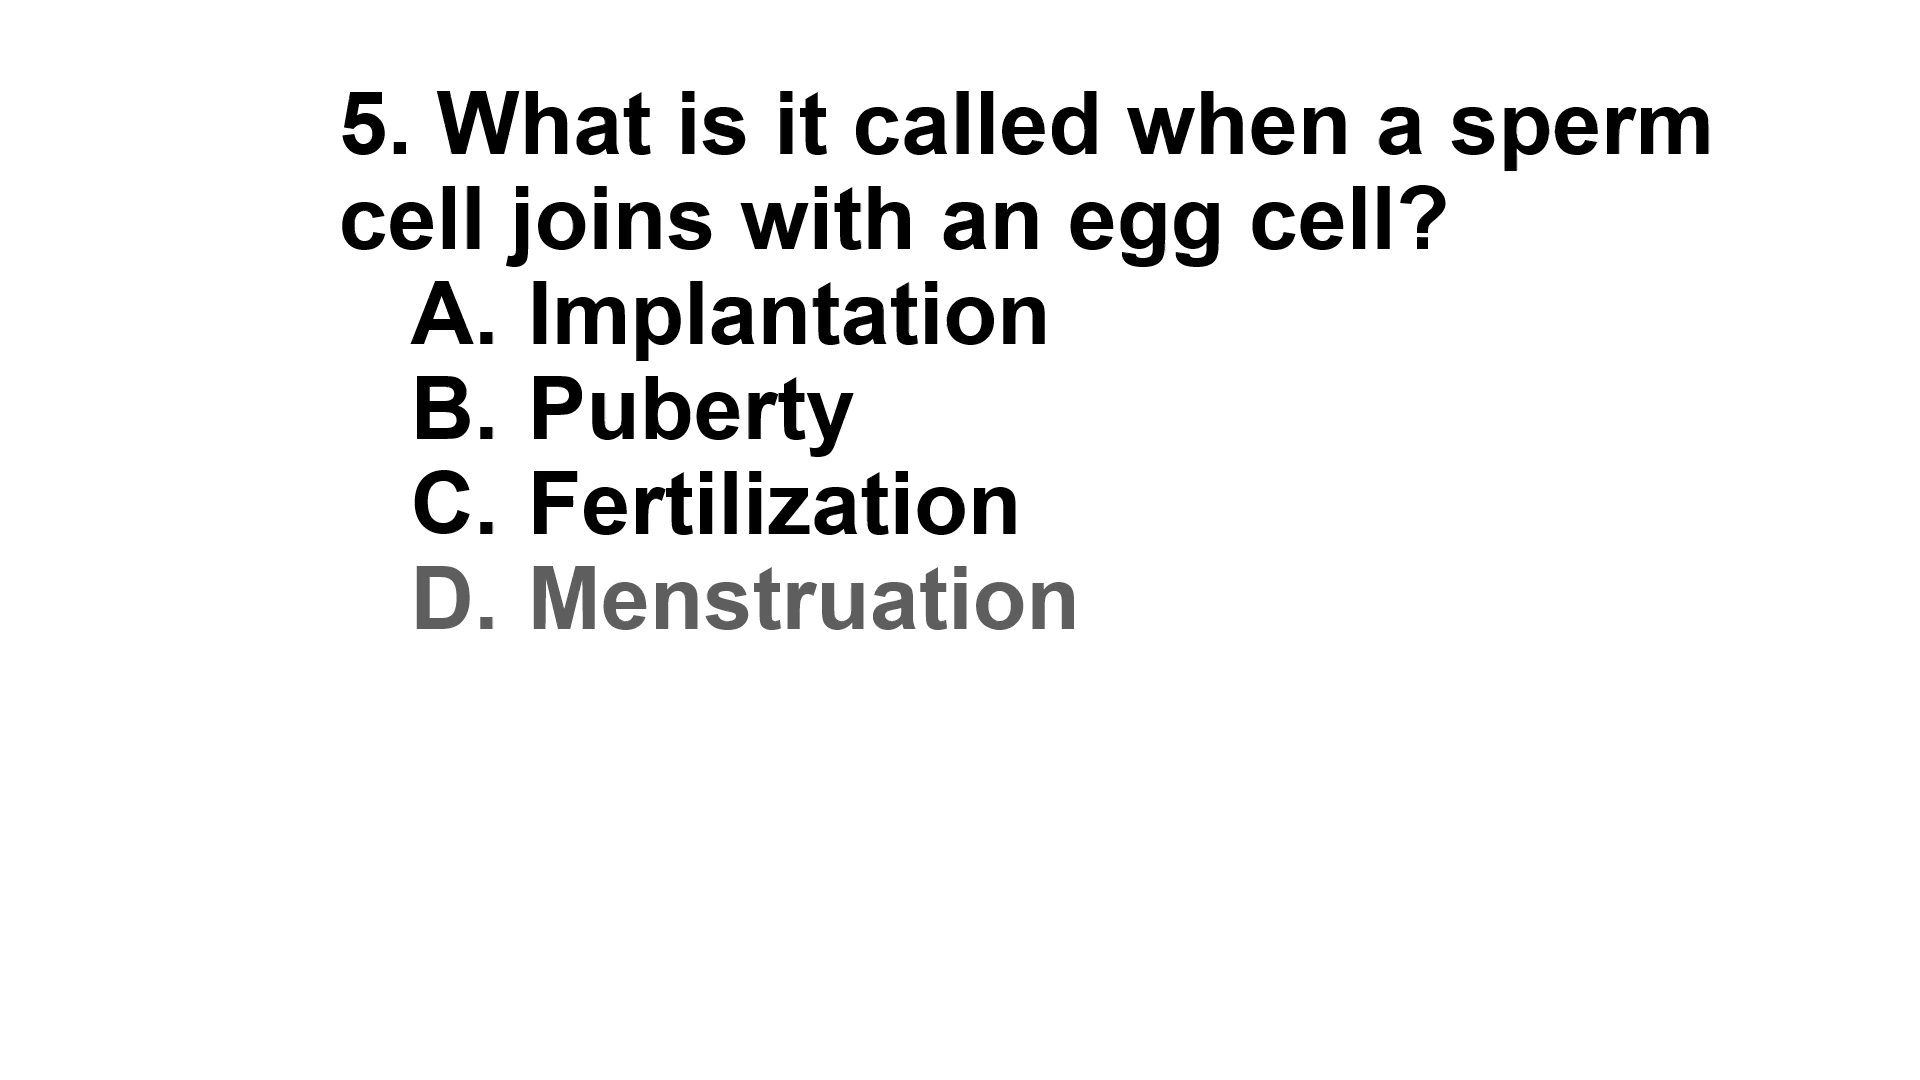 5. What is it called when a sperm
cell joins with an egg cell?
A. Implantation
B. Puberty
C. Fertilization
D. Menstruation